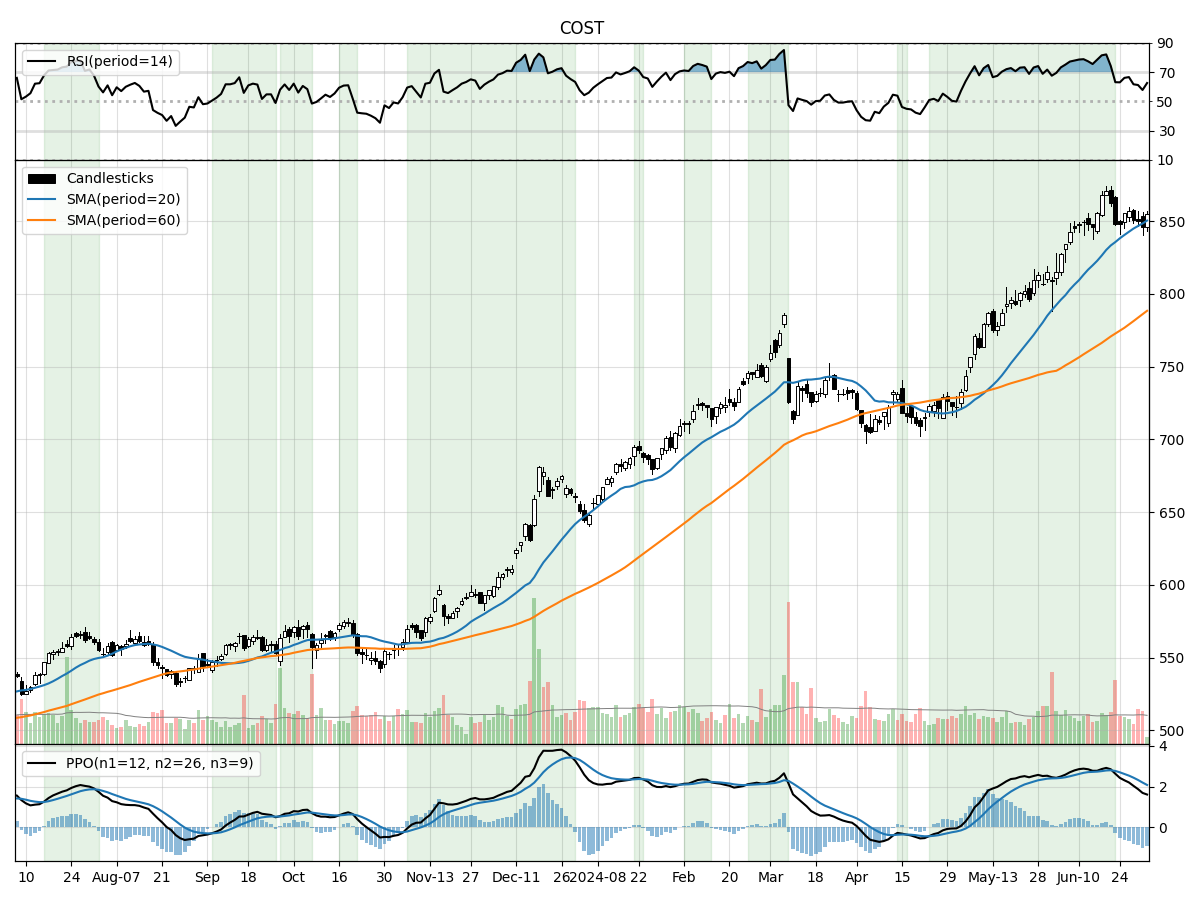 COST
RSI(period=14)
90
70
50
30
10
Candlesticks
SMA(period=20)
SMA(period=60)
850
800
750
700
650
600
550
500
PPO(n1=12, n2=26, n3=9)
4
2
0
10 24 Aug-07 21 Sep 18 Oct 16 30 Nov-13 27 Dec-11 26 2024-08 22 Feb 20 Mar 18 Apr 15 29 May-13 28 Jun-10 24